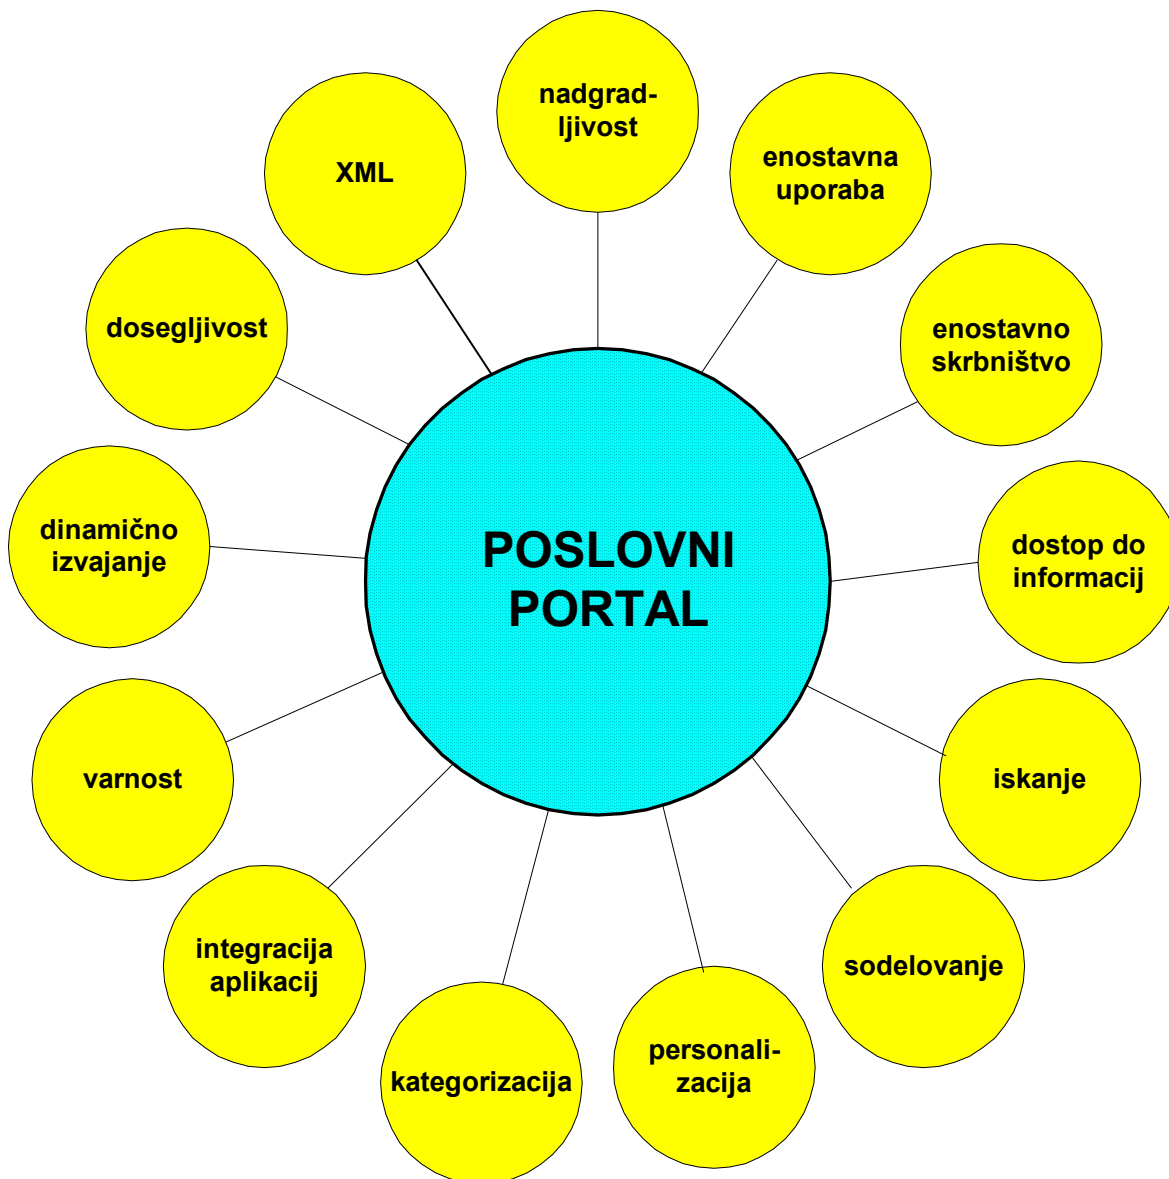 nadgrad-
ljivost
enostavna
uporaba
enostavno
skrbništvo
dostop do
informacij
iskanje
sodelovanje
personali-
zacija
kategorizacija
integracija
aplikacij
varnost
dinamično
izvajanje
dosegljivost
XML
POSLOVNI
PORTAL